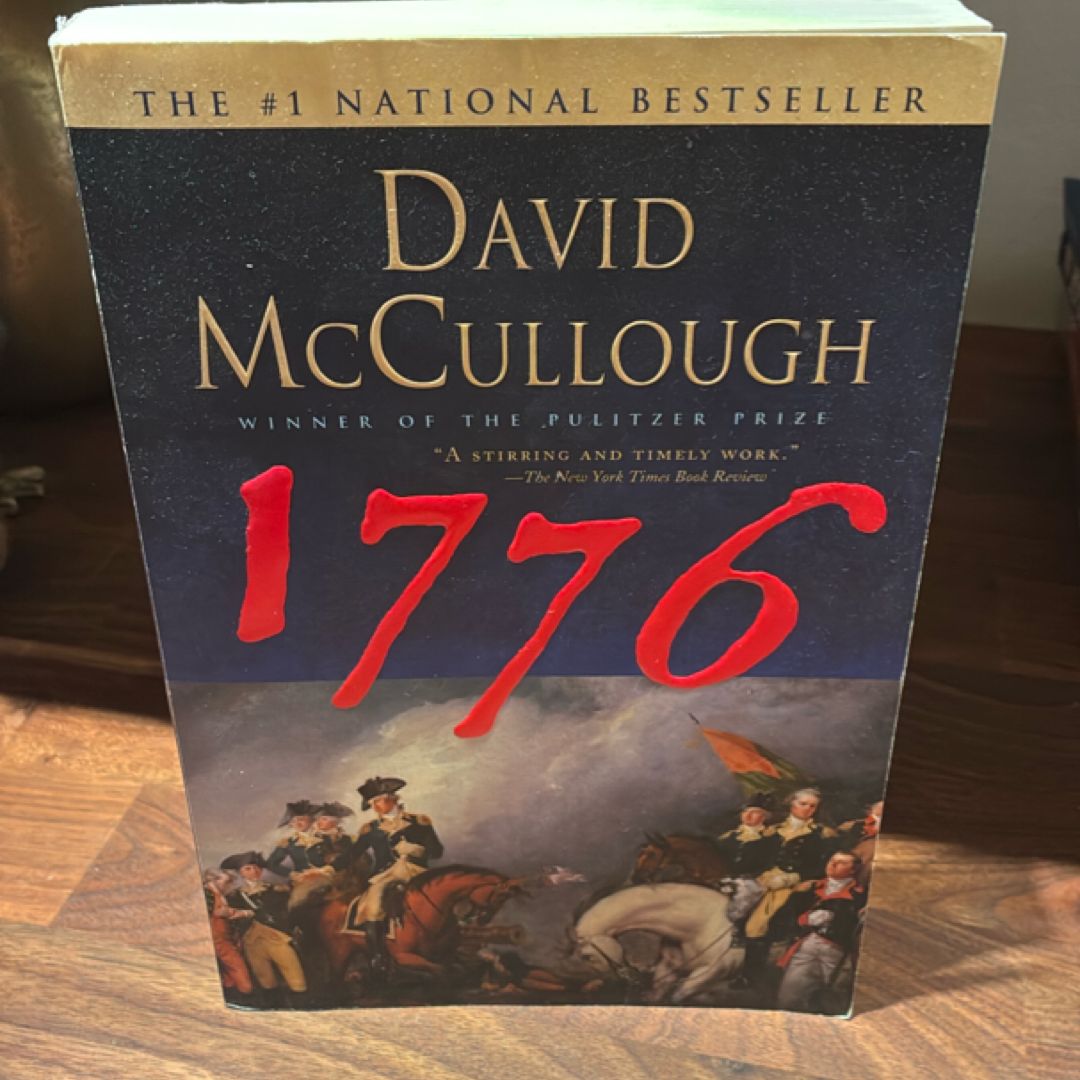 THE #1 NATIONAL BESTSELLER
DAVID
MCCULLOUGH
WINNER OF THE PULITZER PRIZE
"A STIRRING AND TIMELY WORK."
—The New York Times Book Review
1776